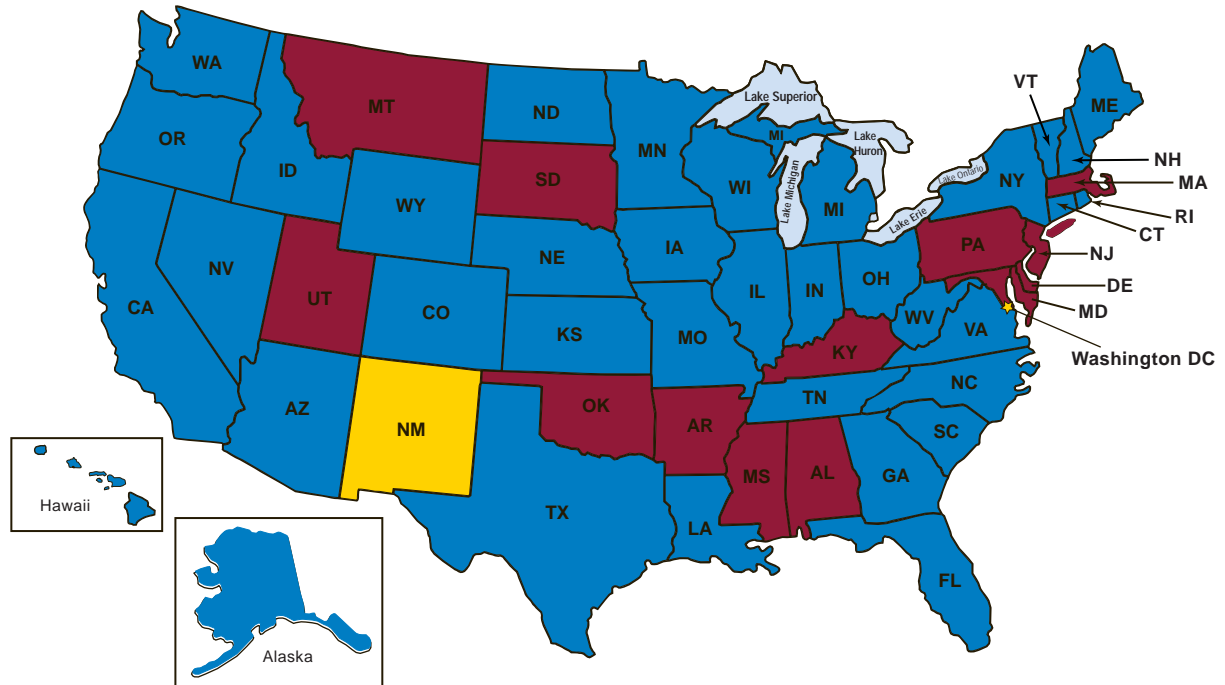 WA
OR
ID
MT
ND
SD
WY
NE
NV
UT
CO
CA
AZ
NM
KS
OK
TX
MN
IA
MO
AR
LA
WI
IL
MI
MI
IN
OH
KY
TN
MS
AL
GA
FL
SC
NC
VA
WV
PA
NY
VT
ME
NH
MA
RI
CT
NJ
DE
MD
Washington DC
Lake Superior
Lake Michigan
Lake
Huron
Lake Erie
Lake Ontario
Hawaii
Alaska